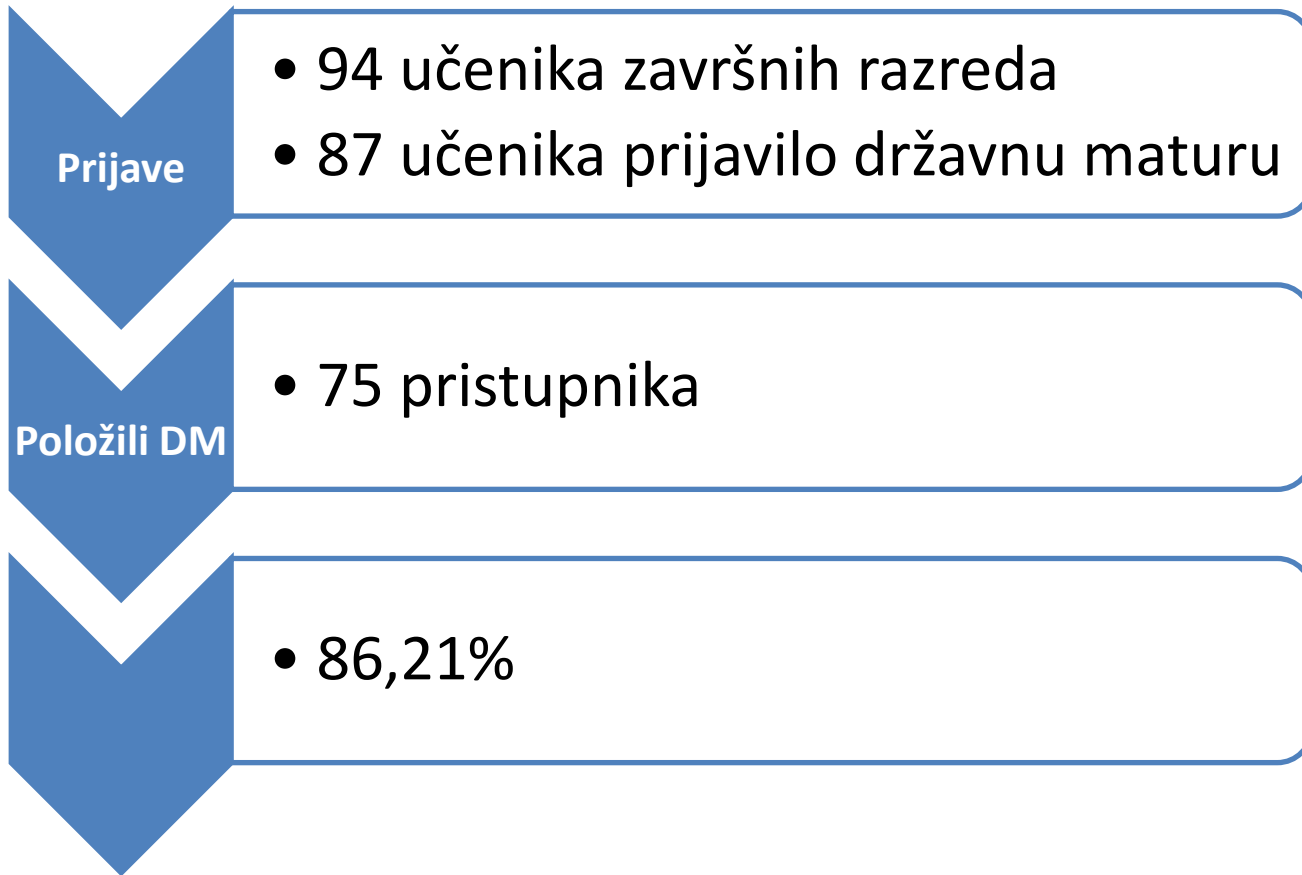 Prijave
• 94 učenika završnih razreda
• 87 učenika prijavilo državnu maturu
Položili DM
• 75 pristupnika
• 86,21%